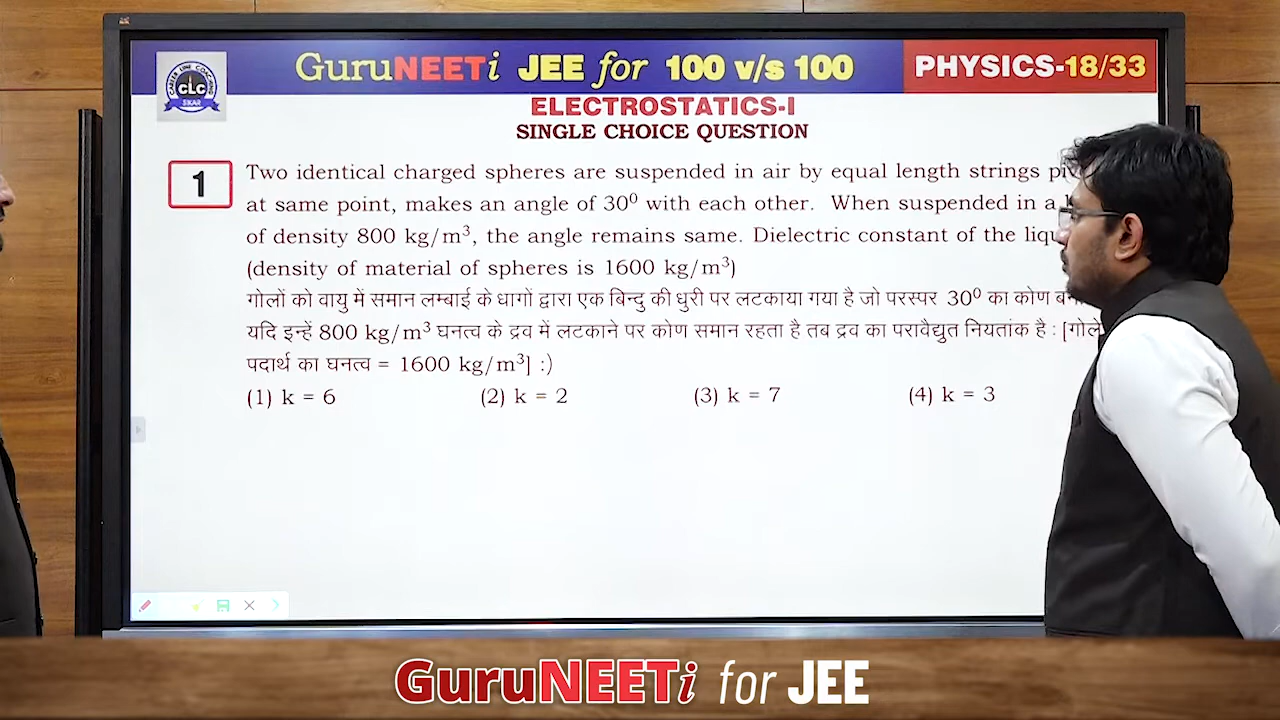 GuruNEETi JEE for 100 v/s 100
PHYSICS-18/33
CAREER LINE COACHING
CLC
SIKAR
ELECTROSTATICS-I
SINGLE CHOICE QUESTION
1
Two identical charged spheres are suspended in air by equal length strings
at same point, makes an angle of 30⁰ with each other. When suspended in a
of density 800 kg/m³, the angle remains same. Dielectric constant of the
(density of material of spheres is 1600 kg/m³)
गोलों को वायु में समान लम्बाई के धागों द्वारा एक बिन्दु की धुरी पर लटकाया गया है जो परस्पर 30⁰ का कोण
यदि इन्हें 800 kg/m³ घनत्व के द्रव में लटकाने पर कोण समान रहता है तब द्रव का परावैद्युत नियतांक है : [गोले
पदार्थ का घनत्व = 1600 kg/m³] :)
(1) k = 6 (2) k = 2 (3) k = 7 (4) k = 3
GuruNEETi for JEE